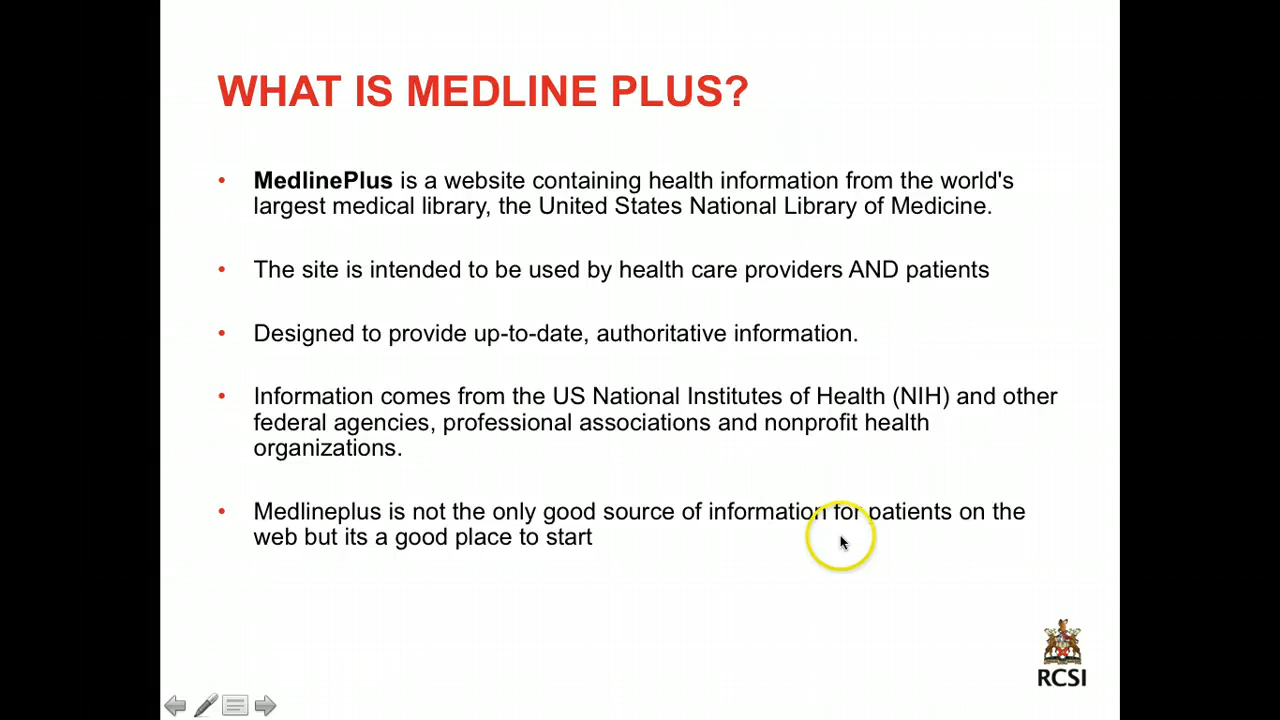 WHAT IS MEDLINE PLUS?
• MedlinePlus is a website containing health information from the world's
largest medical library, the United States National Library of Medicine.
• The site is intended to be used by health care providers AND patients
• Designed to provide up-to-date, authoritative information.
• Information comes from the US National Institutes of Health (NIH) and other
federal agencies, professional associations and nonprofit health
organizations.
• Medlineplus is not the only good source of information for patients on the
web but its a good place to start
RCSI